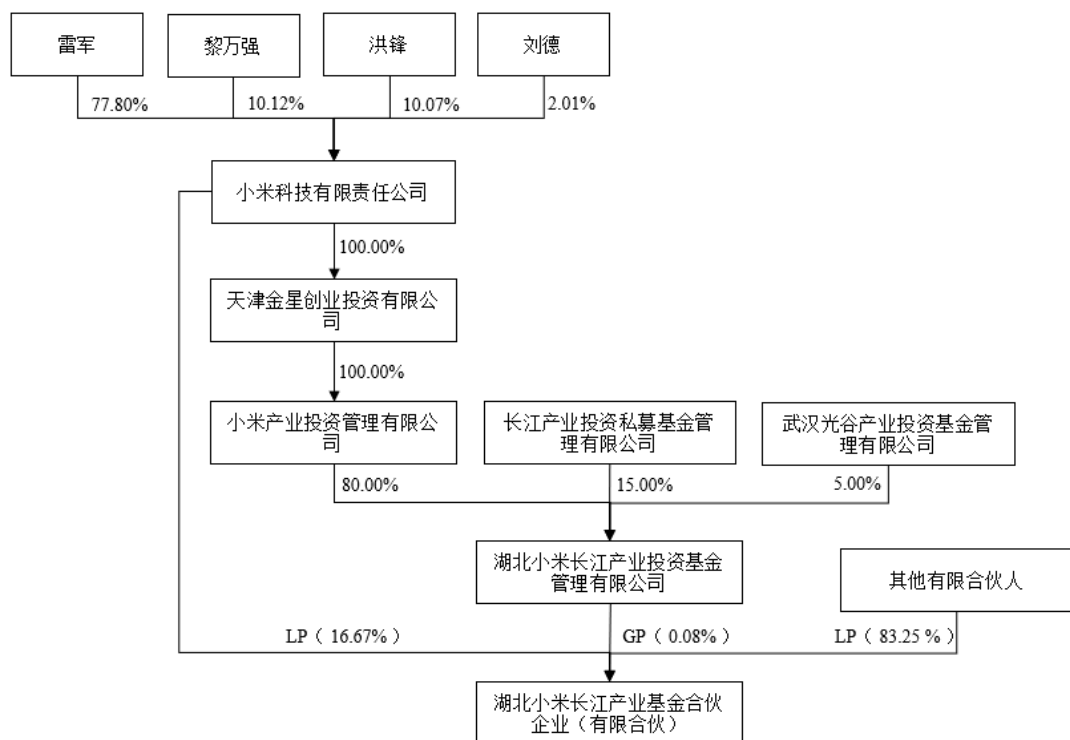 雷军
黎万强
洪锋
刘德
77.80%
10.12%
10.07%
2.01%
小米科技有限责任公司
100.00%
天津金星创业投资有限公
司
100.00%
小米产业投资管理有限公
司
长江产业投资私募基金管
理有限公司
武汉光谷产业投资基金管
理有限公司
80.00%
15.00%
5.00%
湖北小米长江产业投资基金
管理有限公司
其他有限合伙人
LP（ 16.67%）
GP（ 0.08%）
LP（ 83.25 %）
湖北小米长江产业基金合伙
企业（有限合伙）